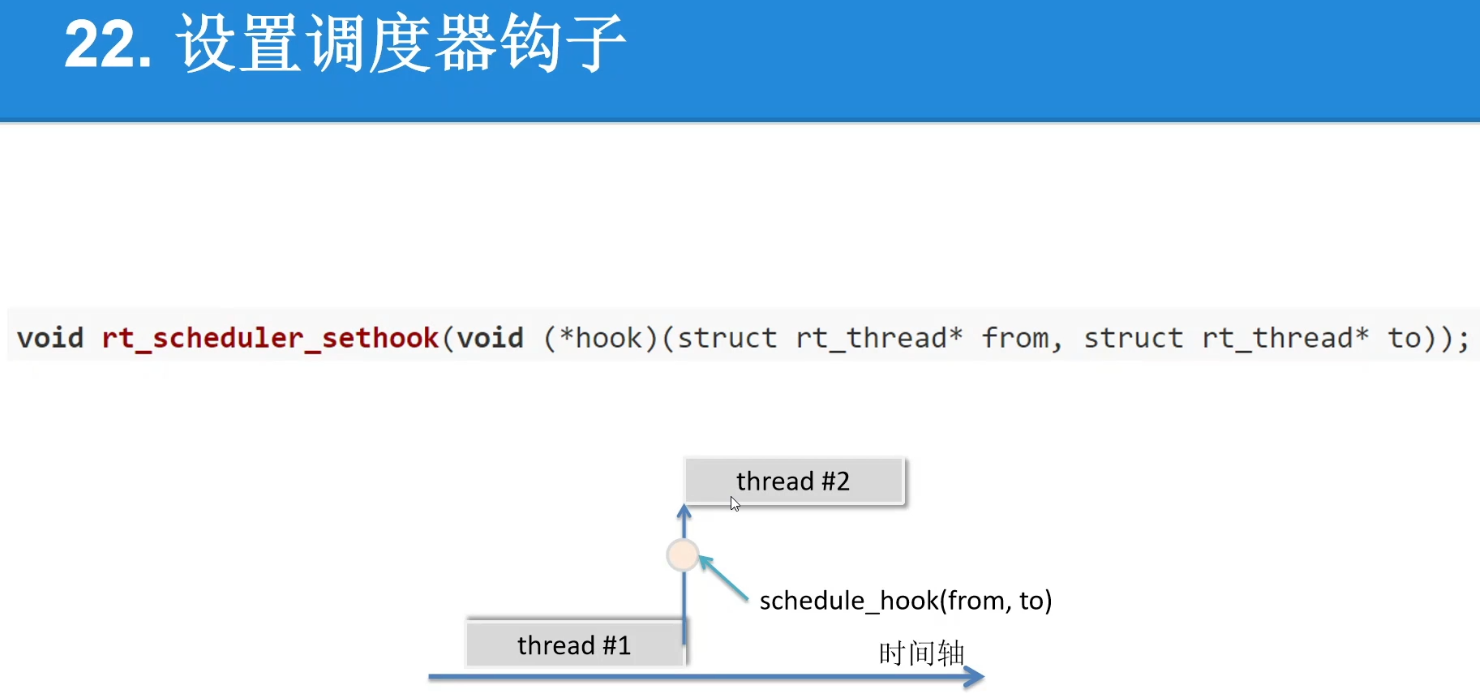 22. 设置调度器钩子
void rt_scheduler_sethook(void (*hook)(struct rt_thread* from, struct rt_thread* to));
thread #2
schedule_hook(from, to)
thread #1
时间轴